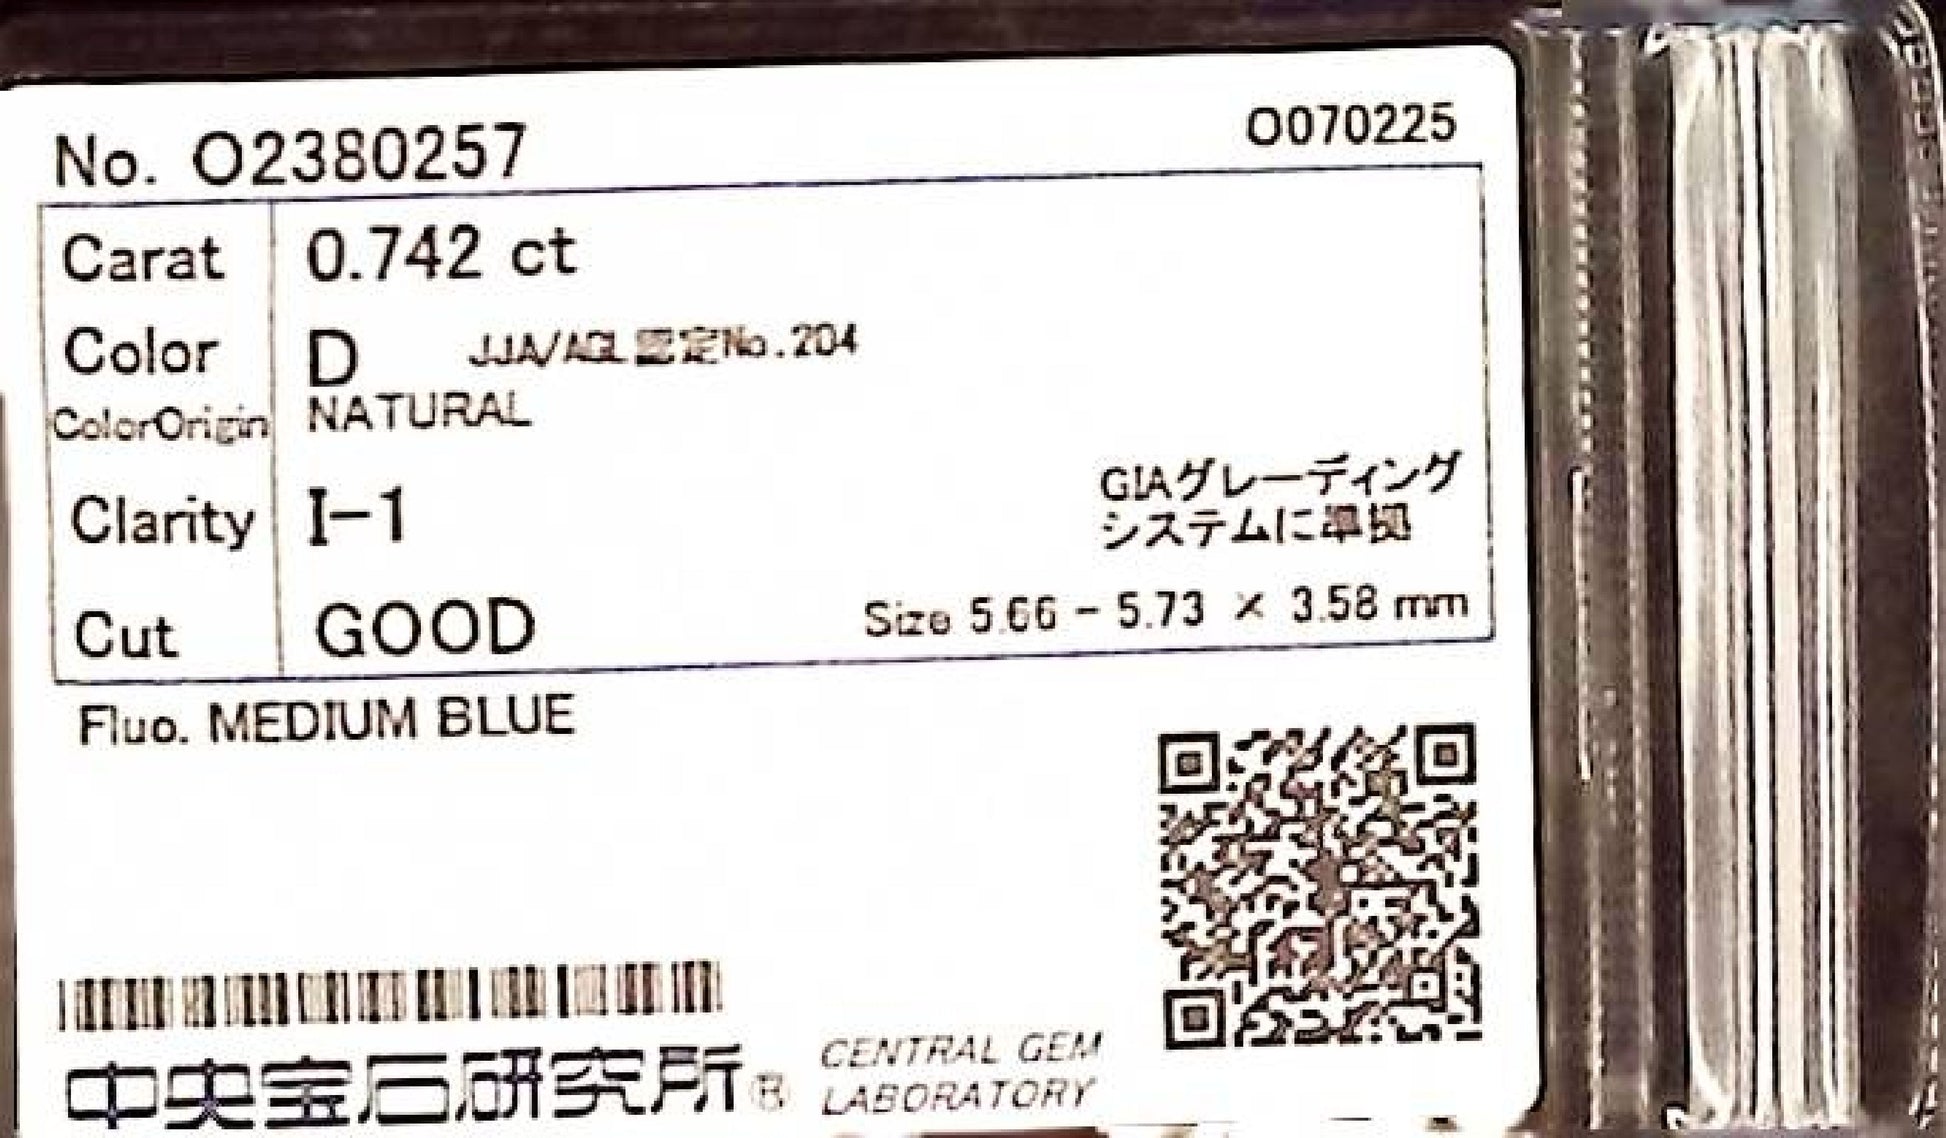 No. O2380257
O070225
Carat 0.742 ct
Color D JJA/AGL認定No.204
ColorOrigin NATURAL
Clarity I-1
GIAグレーディング
システムに準拠
Cut GOOD
Size 5.66 - 5.73 × 3.58 mm
Fluo. MEDIUM BLUE
中央宝石研究所®
CENTRAL GEM
LABORATORY